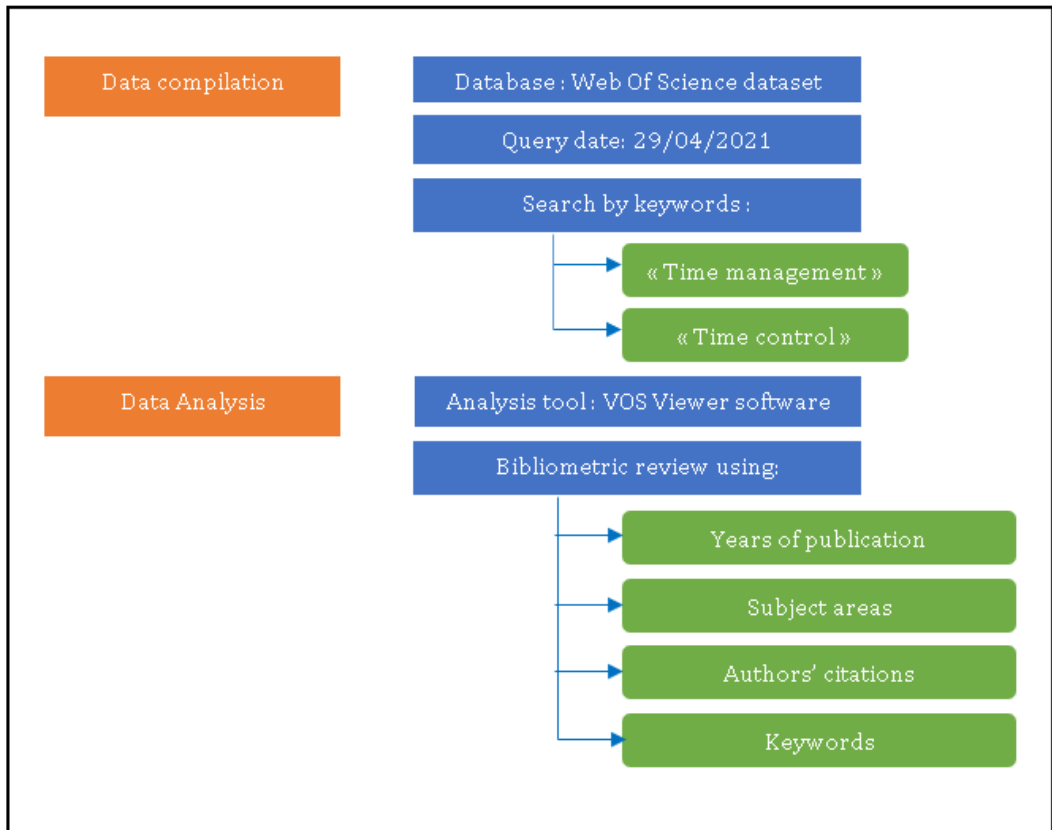 Data compilation
Database : Web Of Science dataset
Query date: 29/04/2021
Search by keywords :
« Time management »
« Time control »
Data Analysis
Analysis tool : VOS Viewer software
Bibliometric review using:
Years of publication
Subject areas
Authors’ citations
Keywords